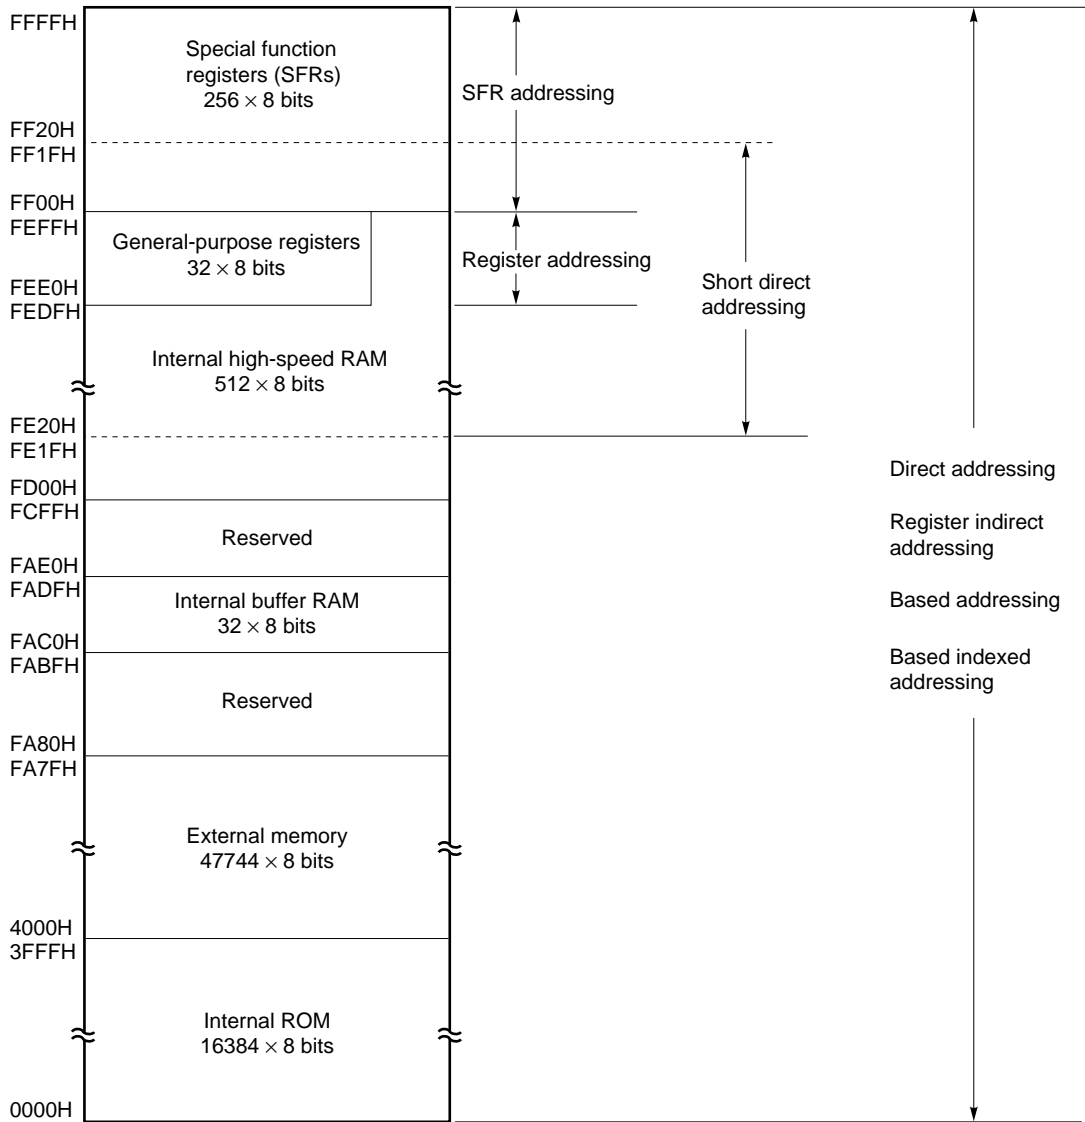 FFFFH
Special function
registers (SFRs)
256 × 8 bits
SFR addressing
FF20H
FF1FH
FF00H
FEFFH
General-purpose registers
32 × 8 bits
Register addressing
FEE0H
FEDFH
Short direct
addressing
Internal high-speed RAM
512 × 8 bits
FE20H
FE1FH
FD00H
FCFFH
Reserved
FAE0H
FADFH
Internal buffer RAM
32 × 8 bits
FAC0H
FABFH
Reserved
FA80H
FA7FH
External memory
47744 × 8 bits
4000H
3FFFH
Internal ROM
16384 × 8 bits
0000H
Direct addressing
Register indirect
addressing
Based addressing
Based indexed
addressing